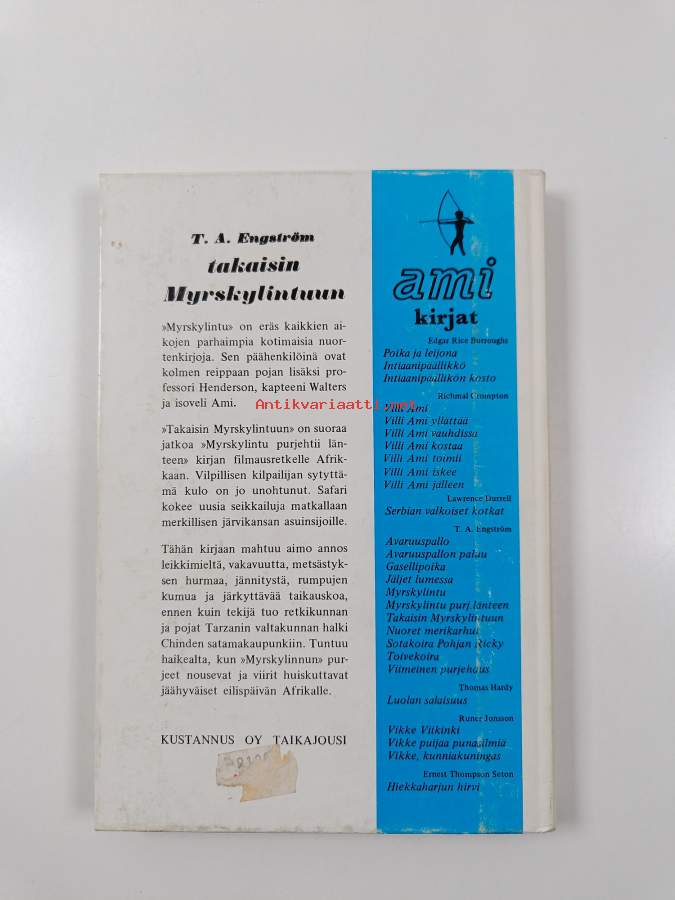 T. A. Engström
takaisin
Myrskylintuun
»Myrskylintu» on eräs kaikkien ai-
kojen parhaimpia kotimaisia nuor-
tenkirjoja. Sen päähenkilöinä ovat
kolmen reippaan pojan lisäksi pro-
fessori Henderson, kapteeni Walters
ja isoveli Ami.
»Takaisin Myrskylintuun» on suoraa
jatkoa »Myrskylintu purjehtii län-
teen» kirjan filmausretkelle Afrik-
kaan. Vilpillisen kilpailijan sytyttä-
mä kulo on jo unohtunut. Safari
kokee uusia seikkailuja matkallaan
merkillisen järvikansan asuinsijoille.
Tähän kirjaan mahtuu aimo annos
leikkimieltä, vakavuutta, metsästyk-
sen hurmaa, jännitystä, rumpujen
kumua ja järkyttävää taikauskoa,
ennen kuin tekijä tuo retkikunnan
ja pojat Tarzanin valtakunnan halki
Chinden satamakaupunkiin. Tuntuu
haikealta, kun »Myrskylinnun» pur-
jeet nousevat ja viirit huiskuttavat
jäähyväiset eilispäivän Afrikalle.
KUSTANNUS OY TAIKAJOUSI
ami
kirjat
Edgar Rice Burroughs
Poika ja leijona
Intiaanipäällikkö
Intiaanipäällikön kosto
Richmal Crompton
Villi Ami
Villi Ami yllättää
Villi Ami vauhdissa
Villi Ami kostaa
Villi Ami toimii
Villi Ami iskee
Villi Ami jälleen
Lawrence Durrell
Serbian valkoiset kotkat
T. A. Engström
Avaruuspallo
Avaruuspallon paluu
Gasellipoika
Jäljet lumessa
Myrskylintu
Myrskylintu purj.länteen
Takaisin Myrskylintuun
Nuoret merikarhut
Sotakoira Pohjan Ricky
Toivekoira
Viimeinen purjehdus
Thomas Hardy
Luolan salaisuus
Runer Jonsson
Vikke Viikinki
Vikke puijaa punasilmiä
Vikke, kunniakuningas
Ernest Thompson Seton
Hiekkaharjun hirvi
Antikvariaatti.net